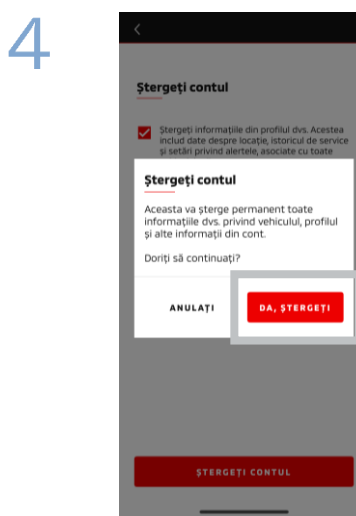 4
Ștergeți contul
Ștergeți informațiile din profilul dvs. Acestea
includ date despre locație, istoricul de service
și setări privind alertele, asociate cu toate
Ștergeți contul
Aceasta va șterge permanent toate
informațiile dvs. privind vehiculul, profilul
și alte informații din cont.
Doriți să continuați?
ANULAȚI DA, ȘTERGEȚI
ȘTERGEȚI CONTUL